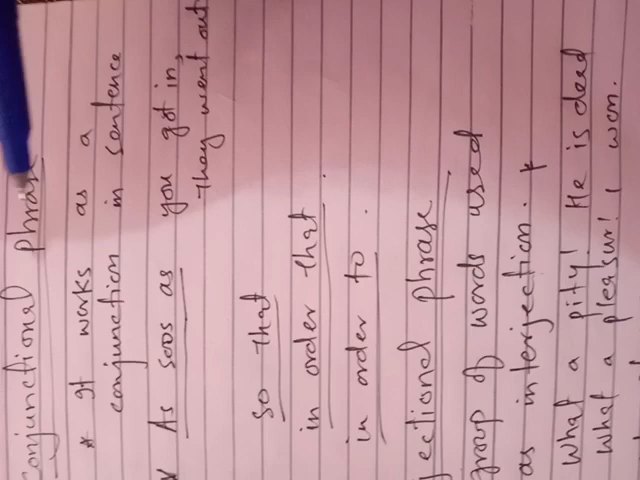 Conjunctional phrase
* It works as a
conjunction in sentence
As soos as you got in,
they went out
so that
in order that.
in order to.
jectional phrase
group of words used
as interjection. *
What a pity! He is dead
What a pleasur! I won.